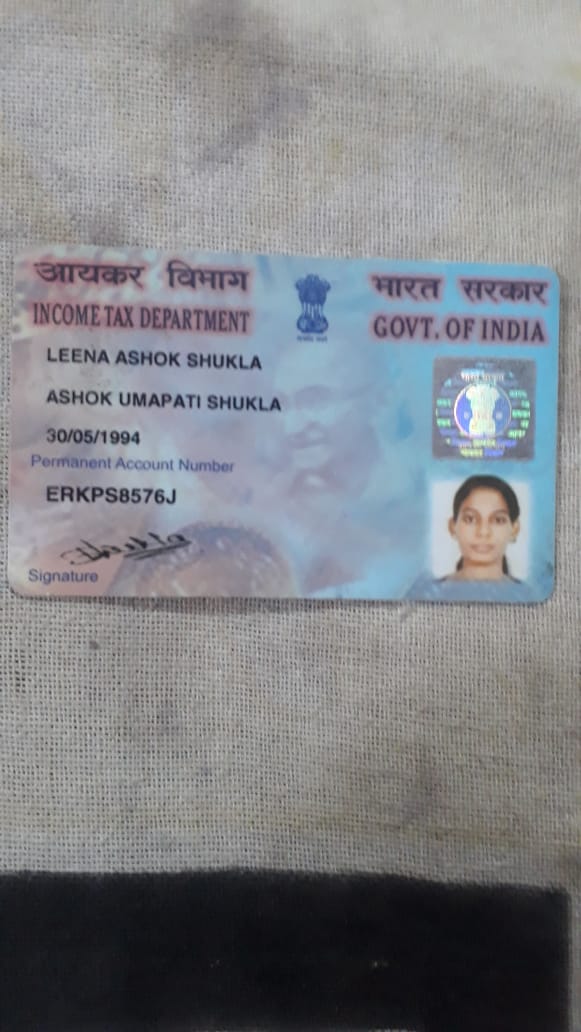 आयकर विभाग
INCOME TAX DEPARTMENT
भारत सरकार
GOVT. OF INDIA
LEENA ASHOK SHUKLA
ASHOK UMAPATI SHUKLA
30/05/1994
Permanent Account Number
ERKPS8576J
Signature